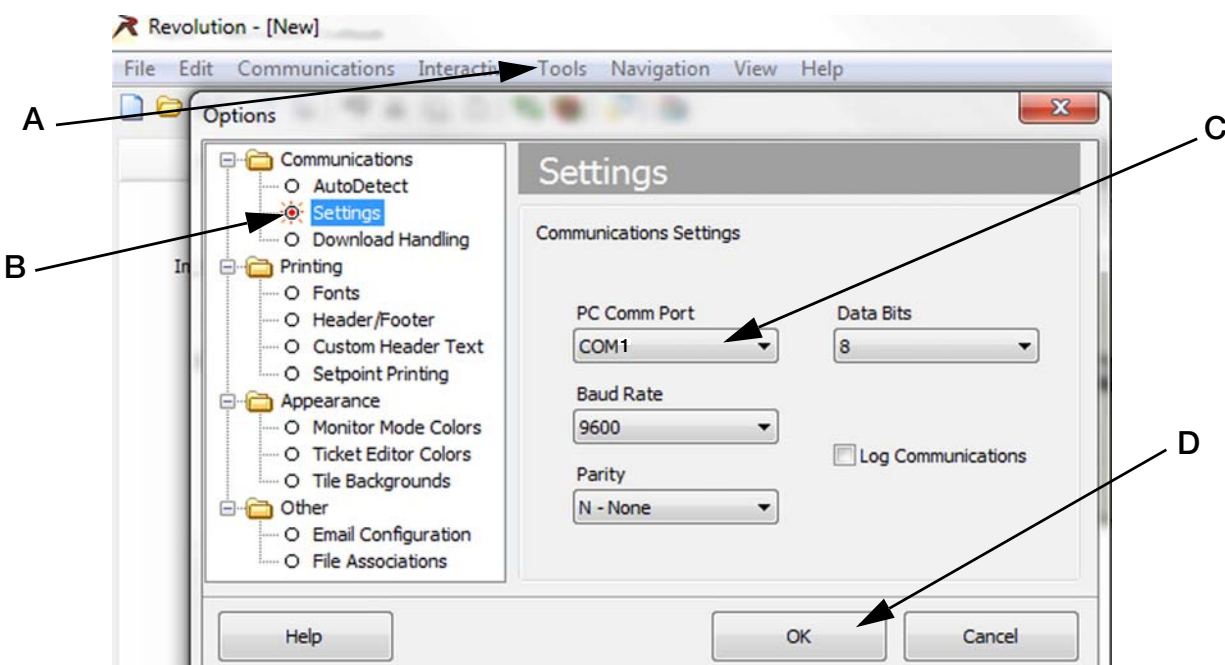 Revolution - [New]
File Edit Communications Interactiv Tools Navigation View Help
A
Options
C
Communications
AutoDetect
Settings
Download Handling
B
In
Printing
Fonts
Header/Footer
Custom Header Text
Setpoint Printing
Appearance
Monitor Mode Colors
Ticket Editor Colors
Tile Backgrounds
Other
Email Configuration
File Associations
Settings
Communications Settings
PC Comm Port
COM1
Data Bits
8
Baud Rate
9600
Log Communications
D
Parity
N - None
Help
OK
Cancel